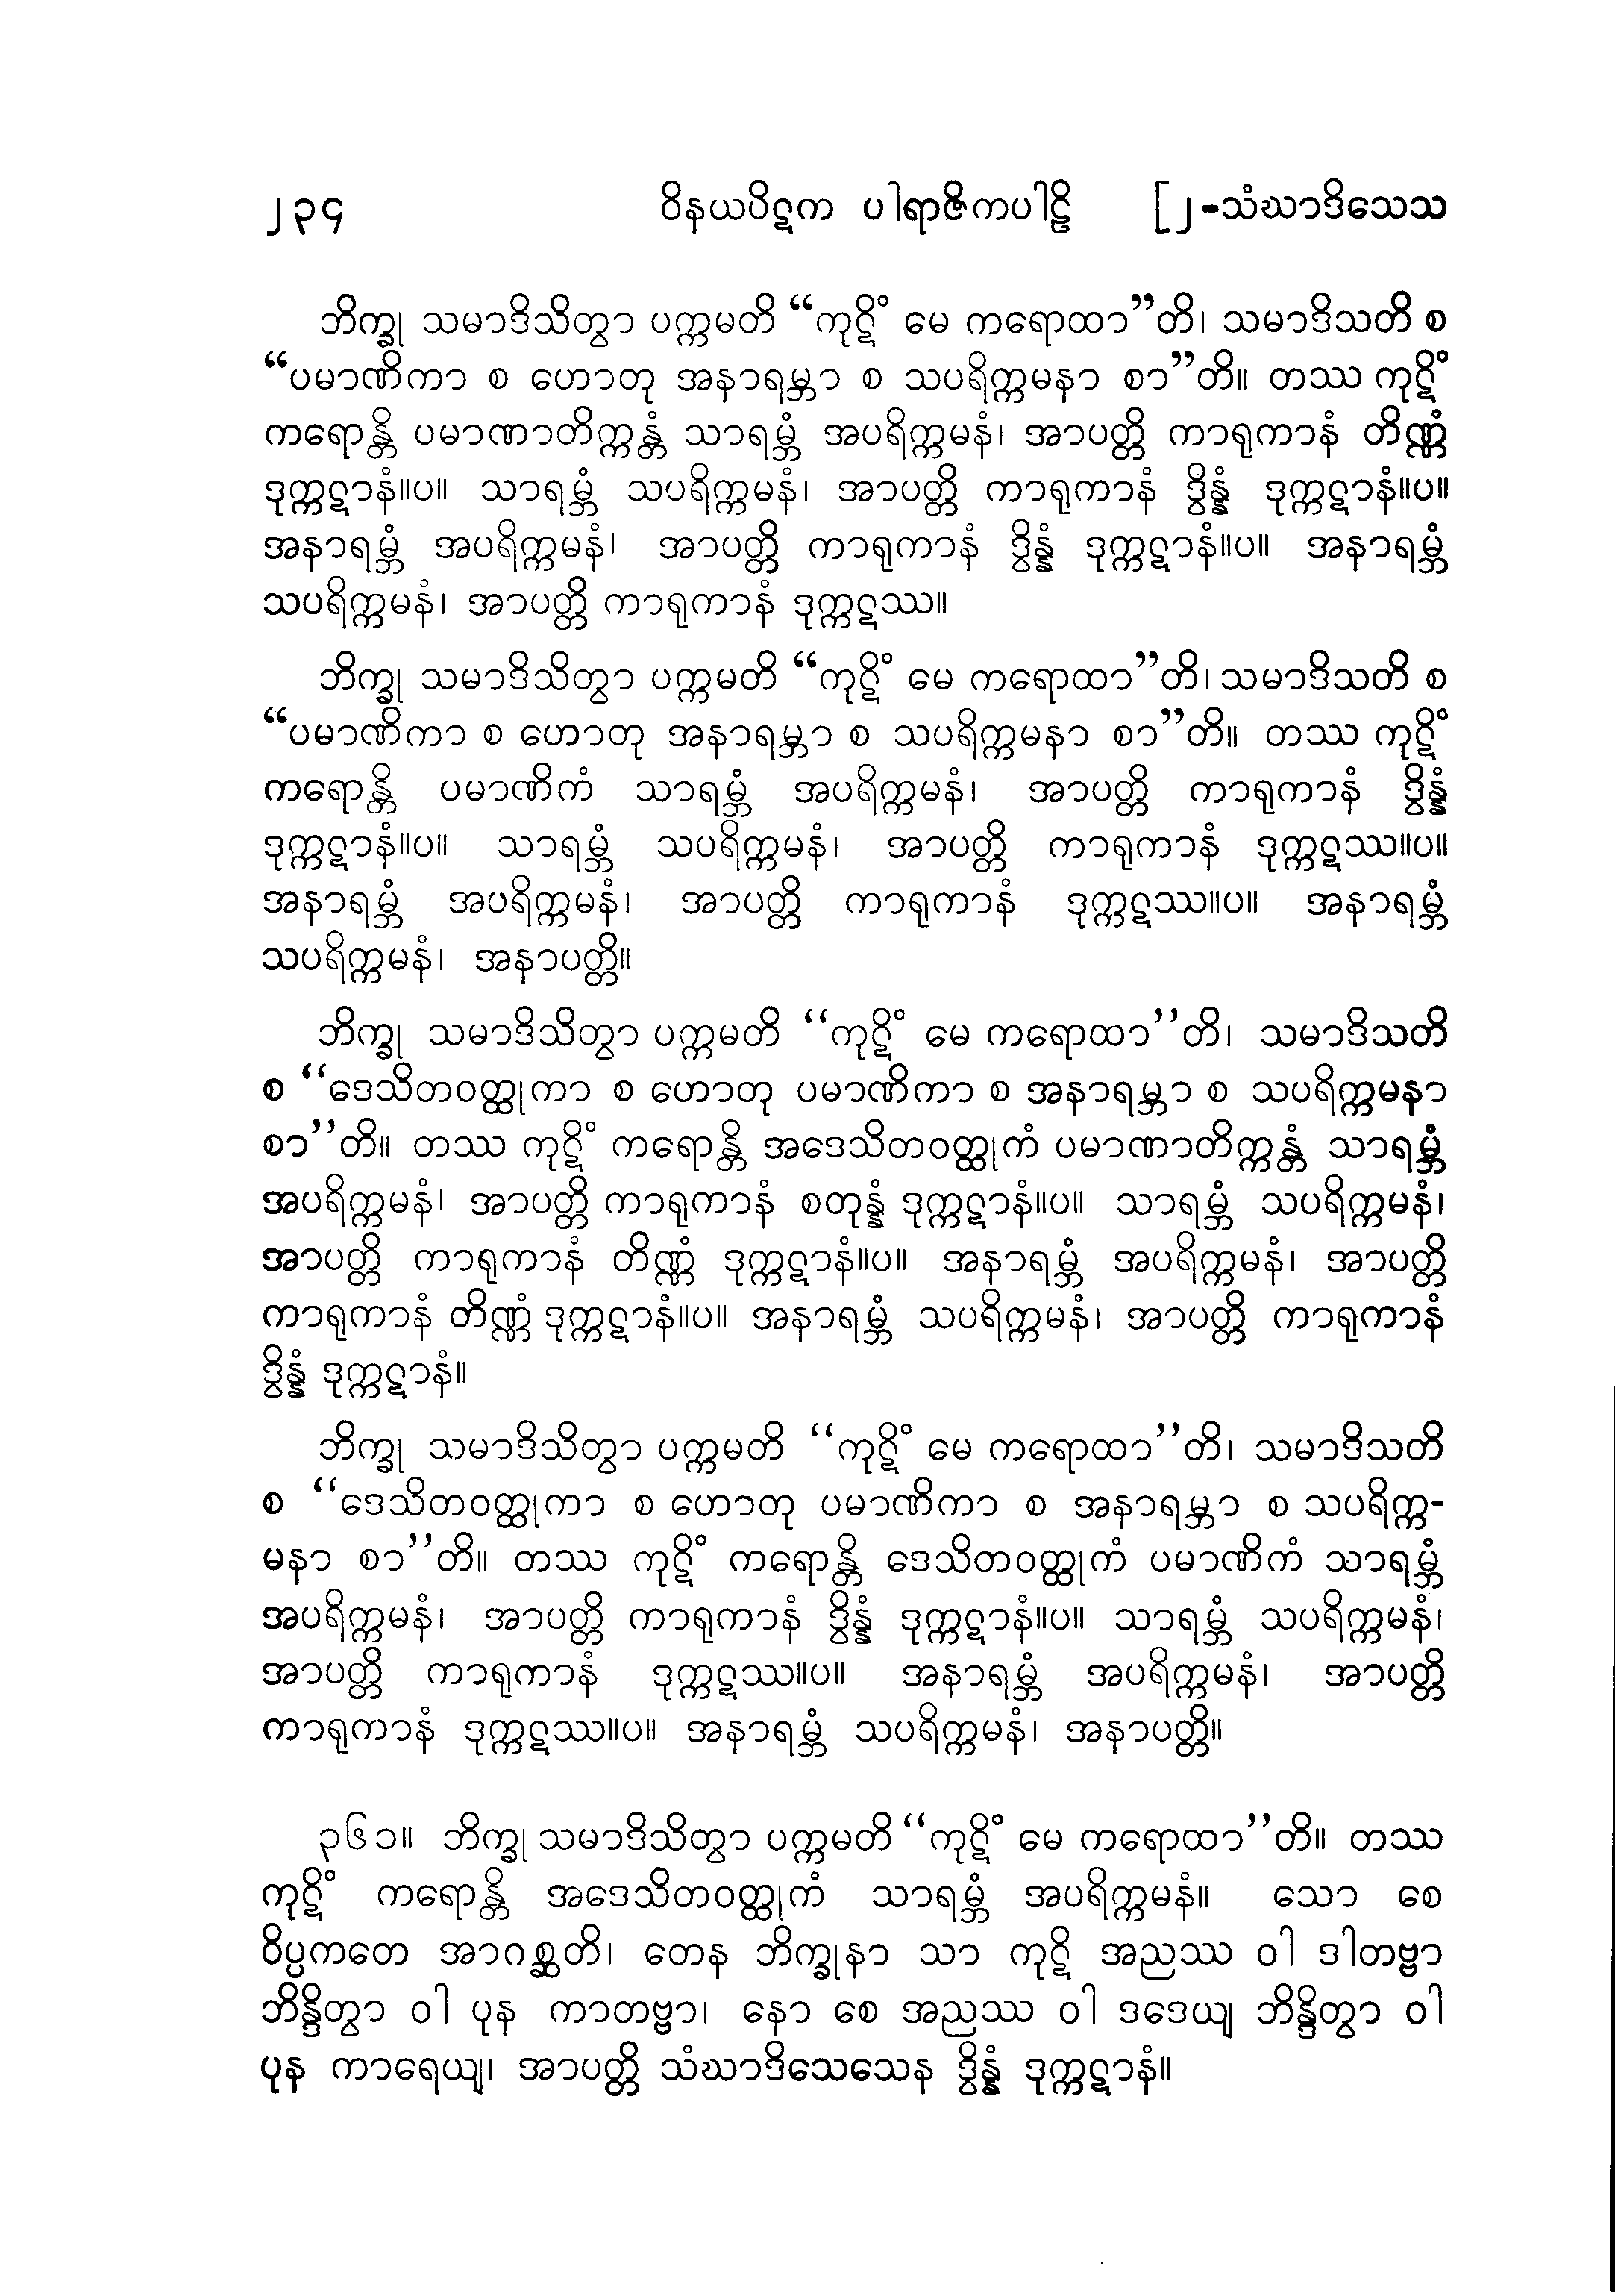 ၂၃၄ ဝိနယပိဋက ပါရာဇိကပါဠိ [၂-သံဃာဒိသေသ
ဘိက္ခု သမာဒိသိတွာ ပက္ကမတိ “ကုဋိံ မေ ကရောထာ”တိ၊ သမာဒိသတိ စ
“ပမာဏိကာ စ ဟောတု အနာရမ္ဘာ စ သပရိက္ကမနာ စာ”တိ။ တဿ ကုဋိံ
ကရောန္တိ ပမာဏာတိက္ကန္တံ သာရမ္ဘံ အပရိက္ကမနံ၊ အာပတ္တိ ကာရုကာနံ တိဏ္ဏံ
ဒုက္ကဋာနံ။ပ။ သာရမ္ဘံ သပရိက္ကမနံ၊ အာပတ္တိ ကာရုကာနံ ဒွိန္နံ ဒုက္ကဋာနံ။ပ။
အနာရမ္ဘံ အပရိက္ကမနံ၊ အာပတ္တိ ကာရုကာနံ ဒွိန္နံ ဒုက္ကဋာနံ။ပ။ အနာရမ္ဘံ
သပရိက္ကမနံ၊ အာပတ္တိ ကာရုကာနံ ဒုက္ကဋဿ။
ဘိက္ခု သမာဒိသိတွာ ပက္ကမတိ “ကုဋိံ မေ ကရောထာ”တိ၊ သမာဒိသတိ စ
“ပမာဏိကာ စ ဟောတု အနာရမ္ဘာ စ သပရိက္ကမနာ စာ”တိ။ တဿ ကုဋိံ
ကရောန္တိ ပမာဏိကံ သာရမ္ဘံ အပရိက္ကမနံ၊ အာပတ္တိ ကာရုကာနံ ဒွိန္နံ
ဒုက္ကဋာနံ။ပ။ သာရမ္ဘံ သပရိက္ကမနံ၊ အာပတ္တိ ကာရုကာနံ ဒုက္ကဋဿ။ပ။
အနာရမ္ဘံ အပရိက္ကမနံ၊ အာပတ္တိ ကာရုကာနံ ဒုက္ကဋဿ။ပ။ အနာရမ္ဘံ
သပရိက္ကမနံ၊ အနာပတ္တိ။
ဘိက္ခု သမာဒိသိတွာ ပက္ကမတိ “ကုဋိံ မေ ကရောထာ”တိ၊ သမာဒိသတိ
စ “ဒေသိတဝတ္ထုကာ စ ဟောတု ပမာဏိကာ စ အနာရမ္ဘာ စ သပရိက္ကမနာ
စာ”တိ။ တဿ ကုဋိံ ကရောန္တိ အဒေသိတဝတ္ထုကံ ပမာဏာတိက္ကန္တံ သာရမ္ဘံ
အပရိက္ကမနံ၊ အာပတ္တိ ကာရုကာနံ စတုန္နံ ဒုက္ကဋာနံ။ပ။ သာရမ္ဘံ သပရိက္ကမနံ၊
အာပတ္တိ ကာရုကာနံ တိဏ္ဏံ ဒုက္ကဋာနံ။ပ။ အနာရမ္ဘံ အပရိက္ကမနံ၊ အာပတ္တိ
ကာရုကာနံ တိဏ္ဏံ ဒုက္ကဋာနံ။ပ။ အနာရမ္ဘံ သပရိက္ကမနံ၊ အာပတ္တိ ကာရုကာနံ
ဒွိန္နံ ဒုက္ကဋာနံ။
ဘိက္ခု သမာဒိသိတွာ ပက္ကမတိ “ကုဋိံ မေ ကရောထာ”တိ၊ သမာဒိသတိ
စ “ဒေသိတဝတ္ထုကာ စ ဟောတု ပမာဏိကာ စ အနာရမ္ဘာ စ သပရိက္က-
မနာ စာ”တိ။ တဿ ကုဋိံ ကရောန္တိ ဒေသိတဝတ္ထုကံ ပမာဏိကံ သာရမ္ဘံ
အပရိက္ကမနံ၊ အာပတ္တိ ကာရုကာနံ ဒွိန္နံ ဒုက္ကဋာနံ။ပ။ သာရမ္ဘံ သပရိက္ကမနံ၊
အာပတ္တိ ကာရုကာနံ ဒုက္ကဋဿ။ပ။ အနာရမ္ဘံ အပရိက္ကမနံ၊ အာပတ္တိ
ကာရုကာနံ ဒုက္ကဋဿ။ပ။ အနာရမ္ဘံ သပရိက္ကမနံ၊ အနာပတ္တိ။
၃၆၁။ ဘိက္ခု သမာဒိသိတွာ ပက္ကမတိ “ကုဋိံ မေ ကရောထာ”တိ။ တဿ
ကုဋိံ ကရောန္တိ အဒေသိတဝတ္ထုကံ သာရမ္ဘံ အပရိက္ကမနံ။ သော စေ
ဝိပ္ပကတေ အာဂစ္ဆတိ၊ တေန ဘိက္ခုနာ သာ ကုဋိ အညဿ ဝါ ဒါတဗ္ဗာ
ဘိန္ဒိတွာ ဝါ ပုန ကာတဗ္ဗာ၊ နော စေ အညဿ ဝါ ဒဒေယျ ဘိန္ဒိတွာ ဝါ
ပုန ကာရေယျ၊ အာပတ္တိ သံဃာဒိသေသေန ဒွိန္နံ ဒုက္ကဋာနံ။